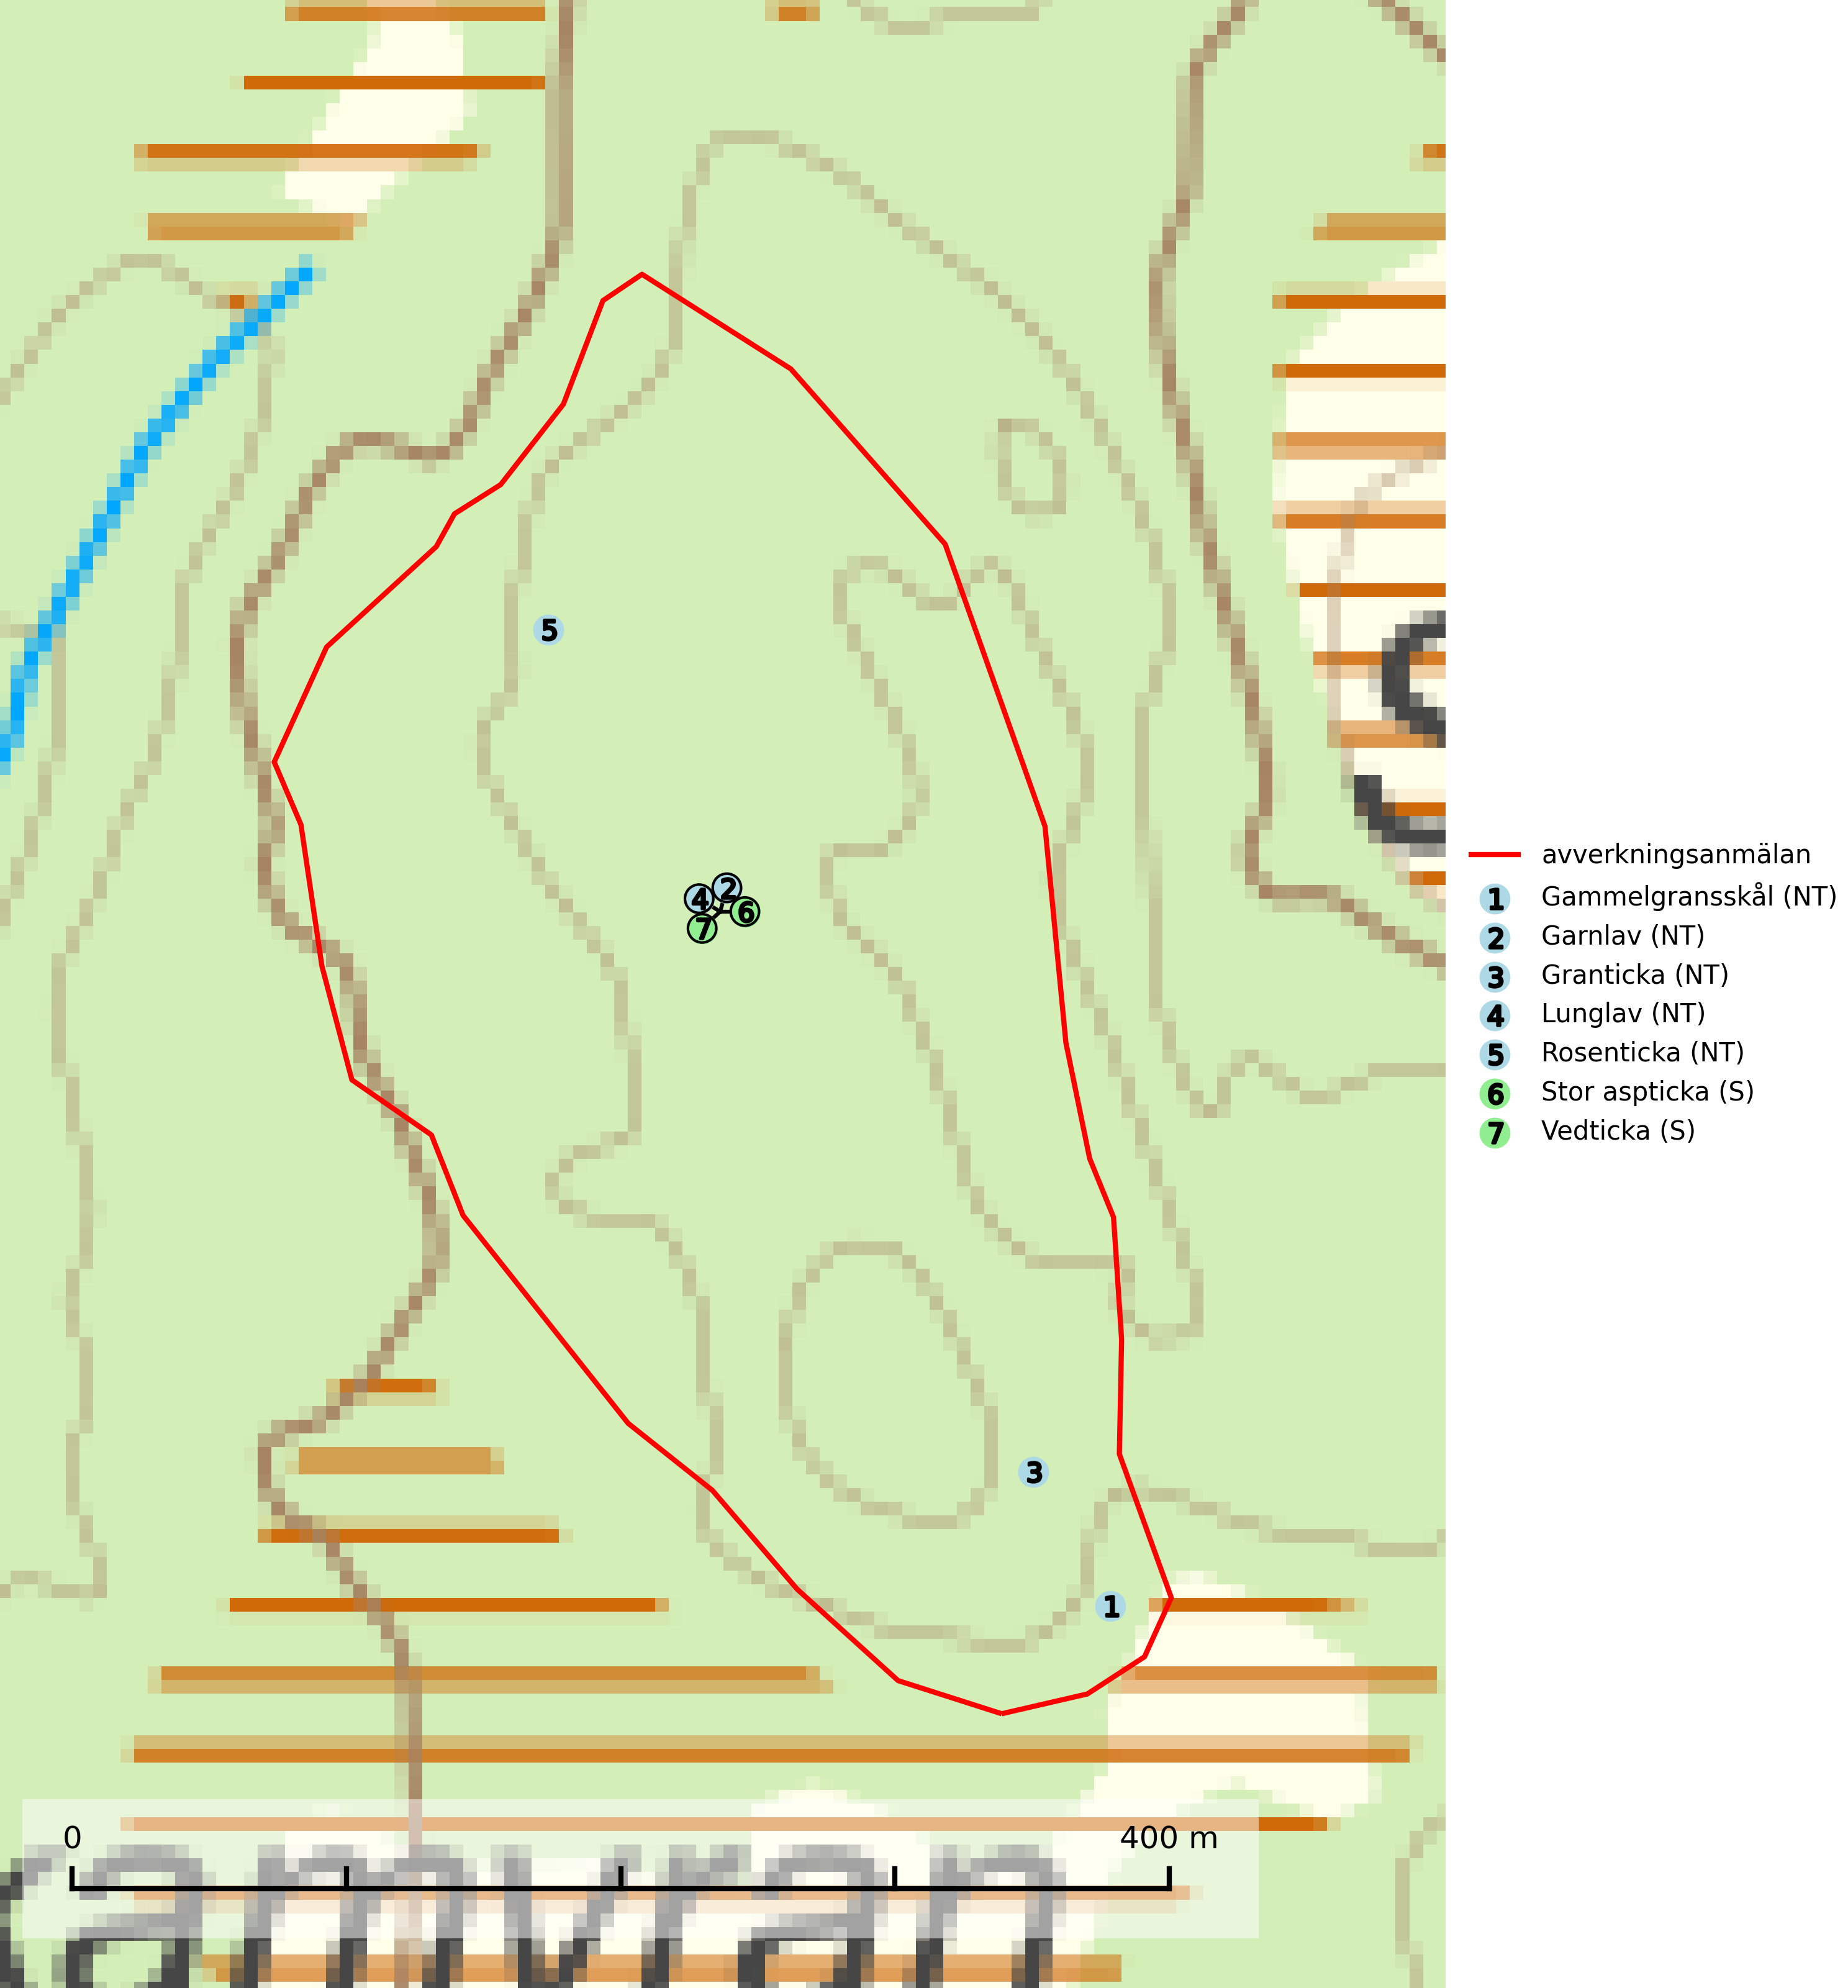 5
4 2
7 6
3
1
0 400 m
avverkningsanmälan
1 Gammelgransskål (NT)
2 Garnlav (NT)
3 Granticka (NT)
4 Lunglav (NT)
5 Rosenticka (NT)
6 Stor aspticka (S)
7 Vedticka (S)